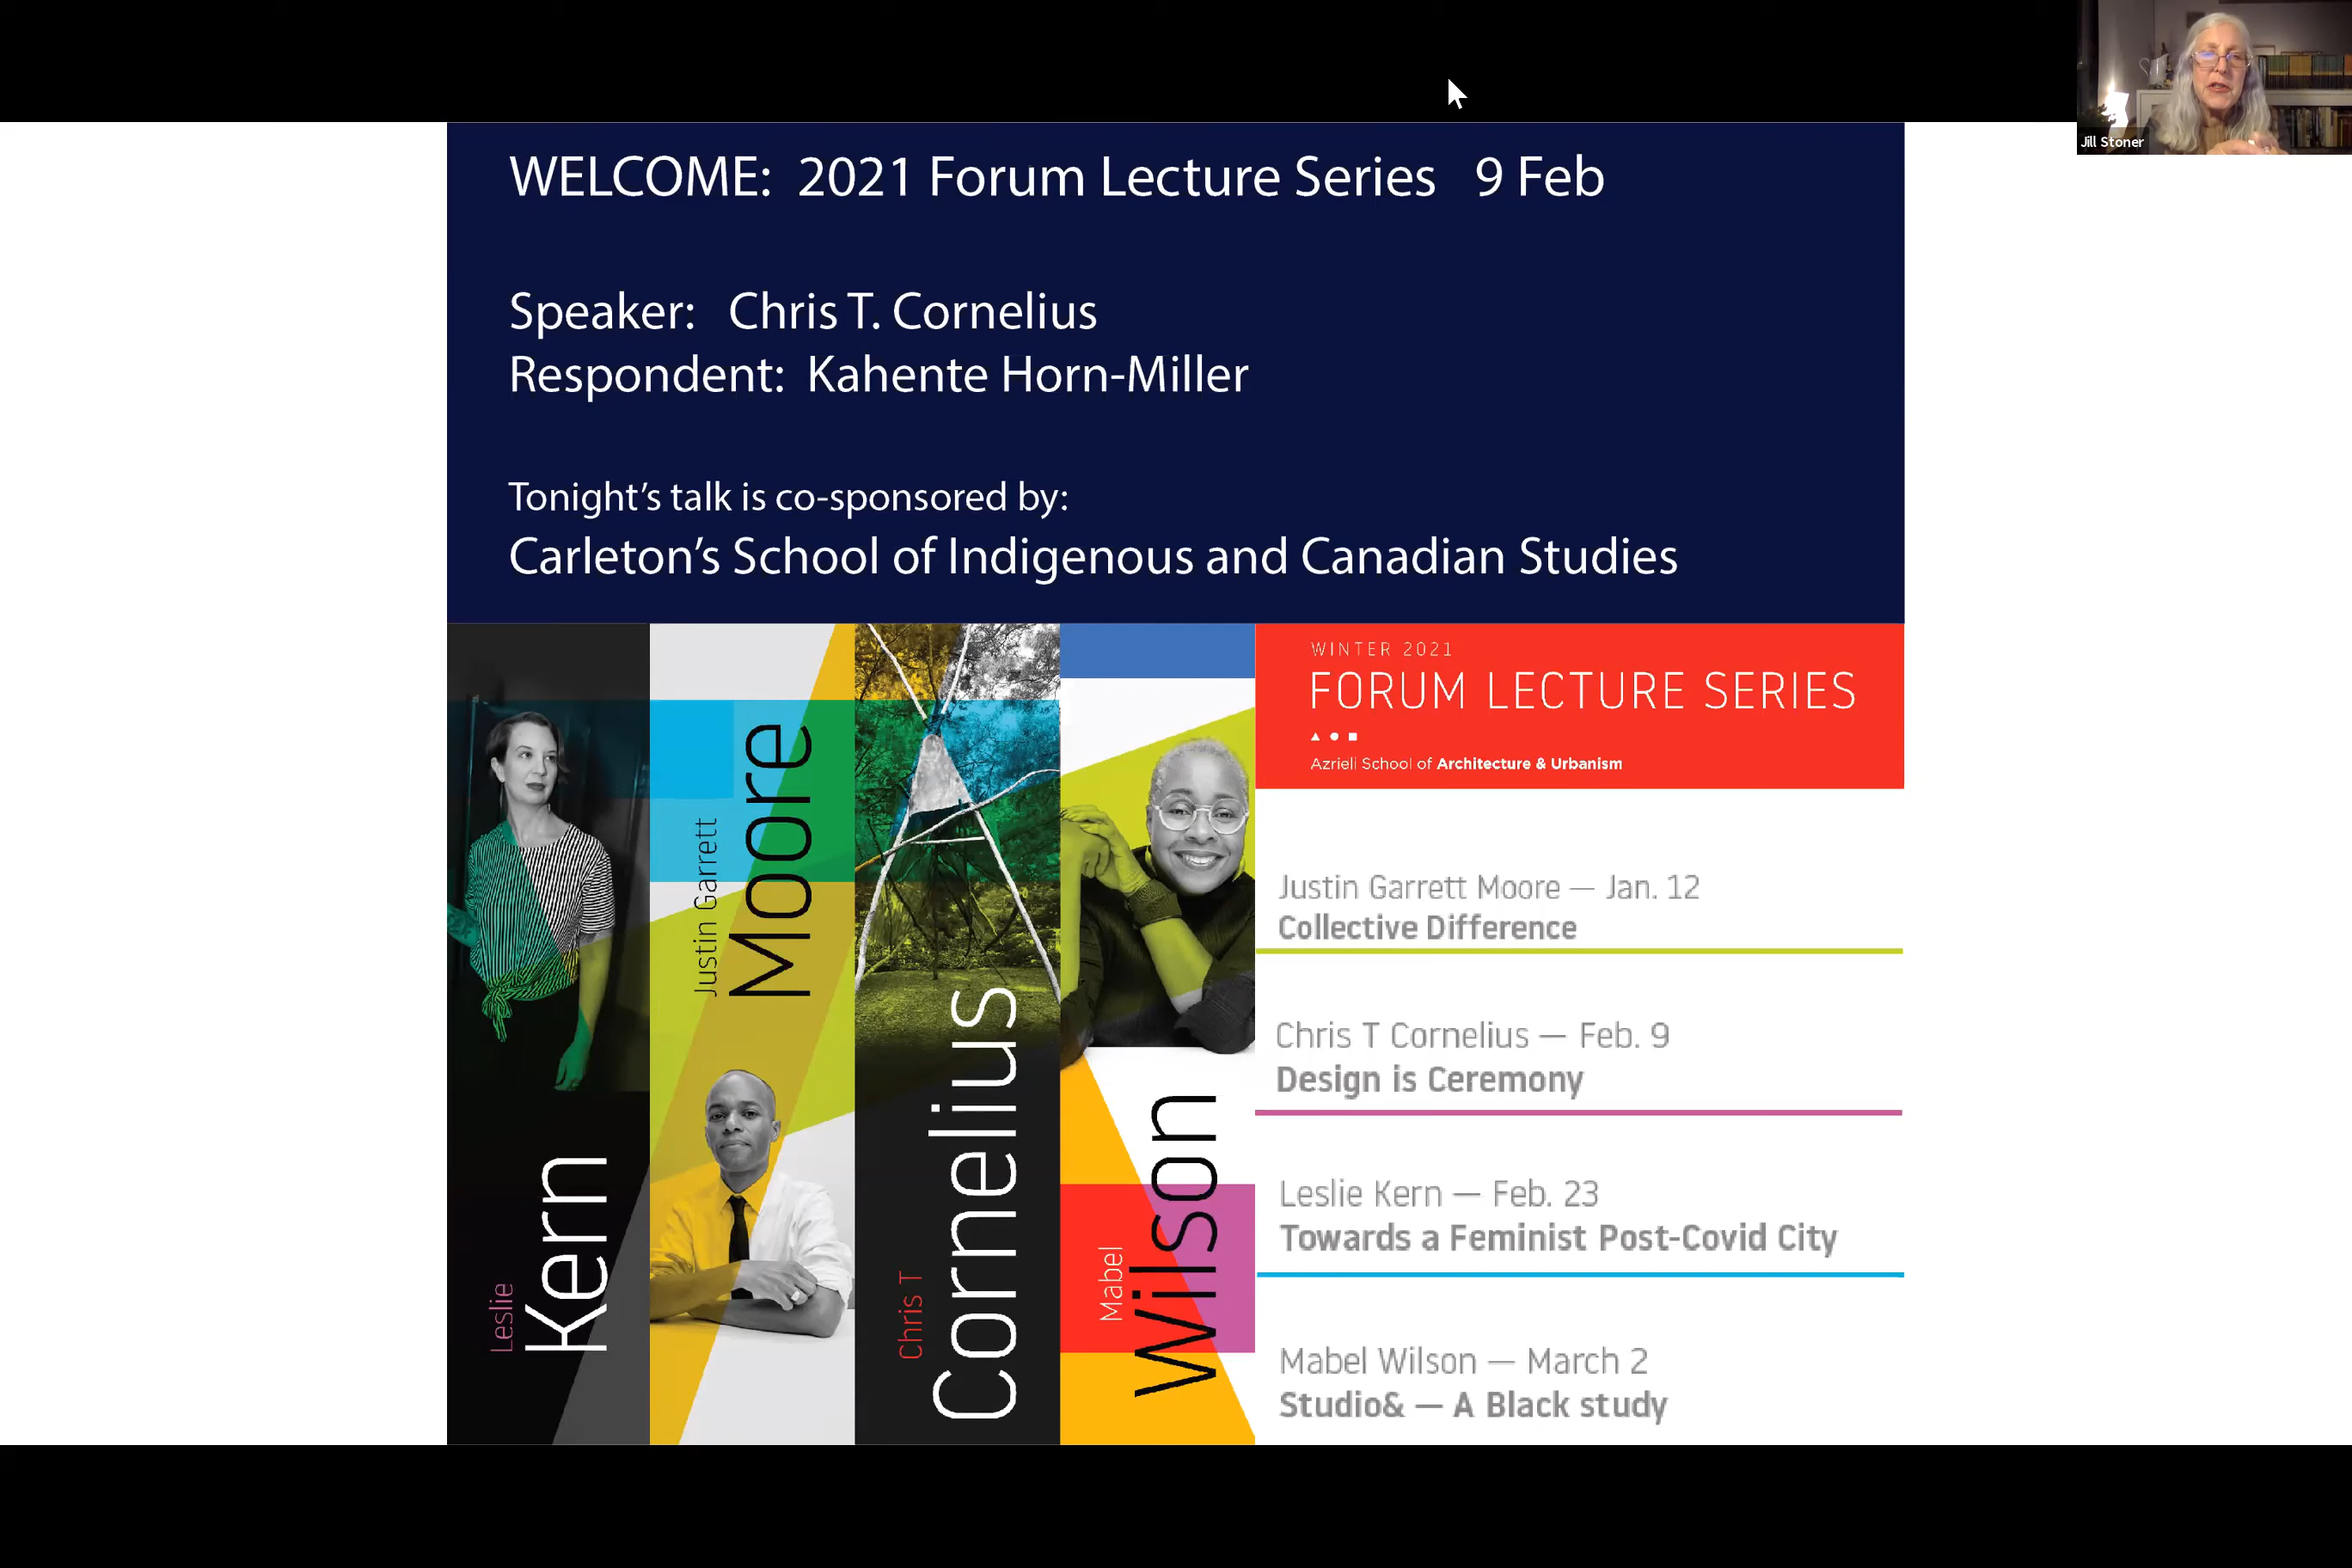 Jill Stoner
WELCOME: 2021 Forum Lecture Series 9 Feb
Speaker: Chris T. Cornelius
Respondent: Kahente Horn-Miller
Tonight’s talk is co-sponsored by:
Carleton’s School of Indigenous and Canadian Studies
Leslie
Kern
Justin Garrett
Moore
Chris T
Cornelius
Mabel
Wilson
WINTER 2021
FORUM LECTURE SERIES
Azrieli School of Architecture & Urbanism
Justin Garrett Moore — Jan. 12
Collective Difference
Chris T Cornelius — Feb. 9
Design is Ceremony
Leslie Kern — Feb. 23
Towards a Feminist Post-Covid City
Mabel Wilson — March 2
Studio& — A Black study